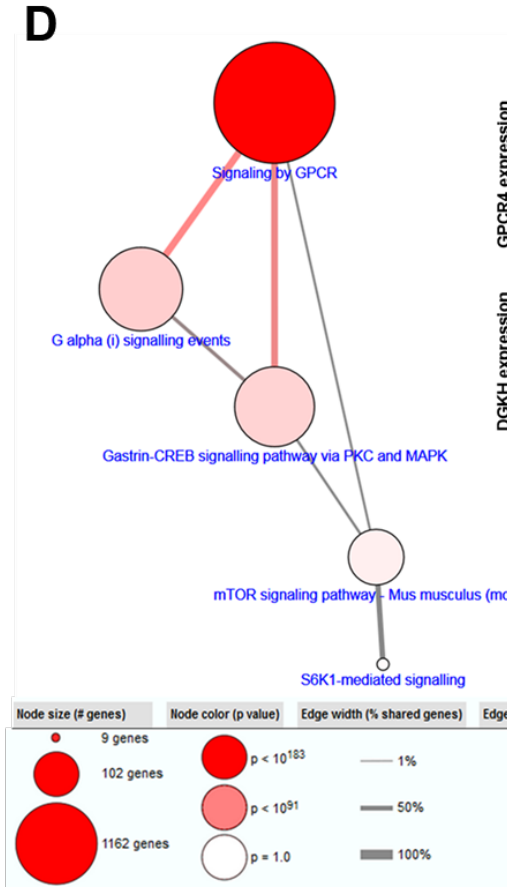 D
GPCR4 expression
DGKH expression
Signaling by GPCR
G alpha (i) signalling events
Gastrin-CREB signalling pathway via PKC and MAPK
mTOR signaling pathway - Mus musculus (mo
S6K1-mediated signalling
Node size (# genes) Node color (p value) Edge width (% shared genes) Edge
9 genes
102 genes
1162 genes
p < 10183
p < 1091
p = 1.0
1%
50%
100%